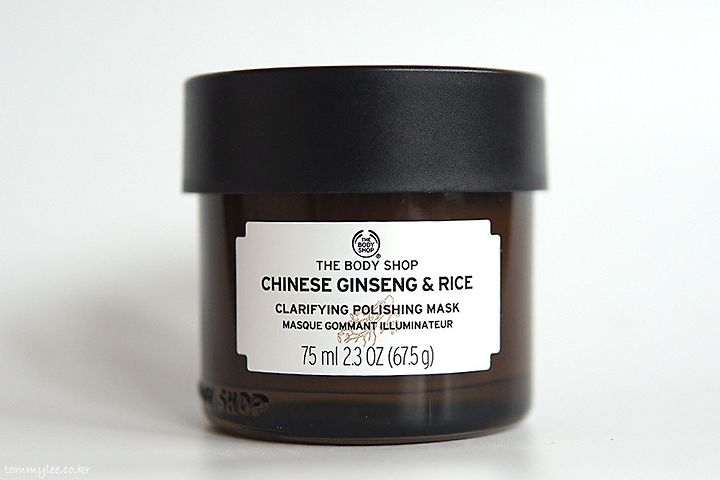 THE
BODY
SHOP®
THE BODY SHOP
CHINESE GINSENG & RICE
CLARIFYING POLISHING MASK
MASQUE GOMMANT ILLUMINATEUR
75 ml 2.3 OZ (67.5 g)
SHOP
tommylee.co.kr